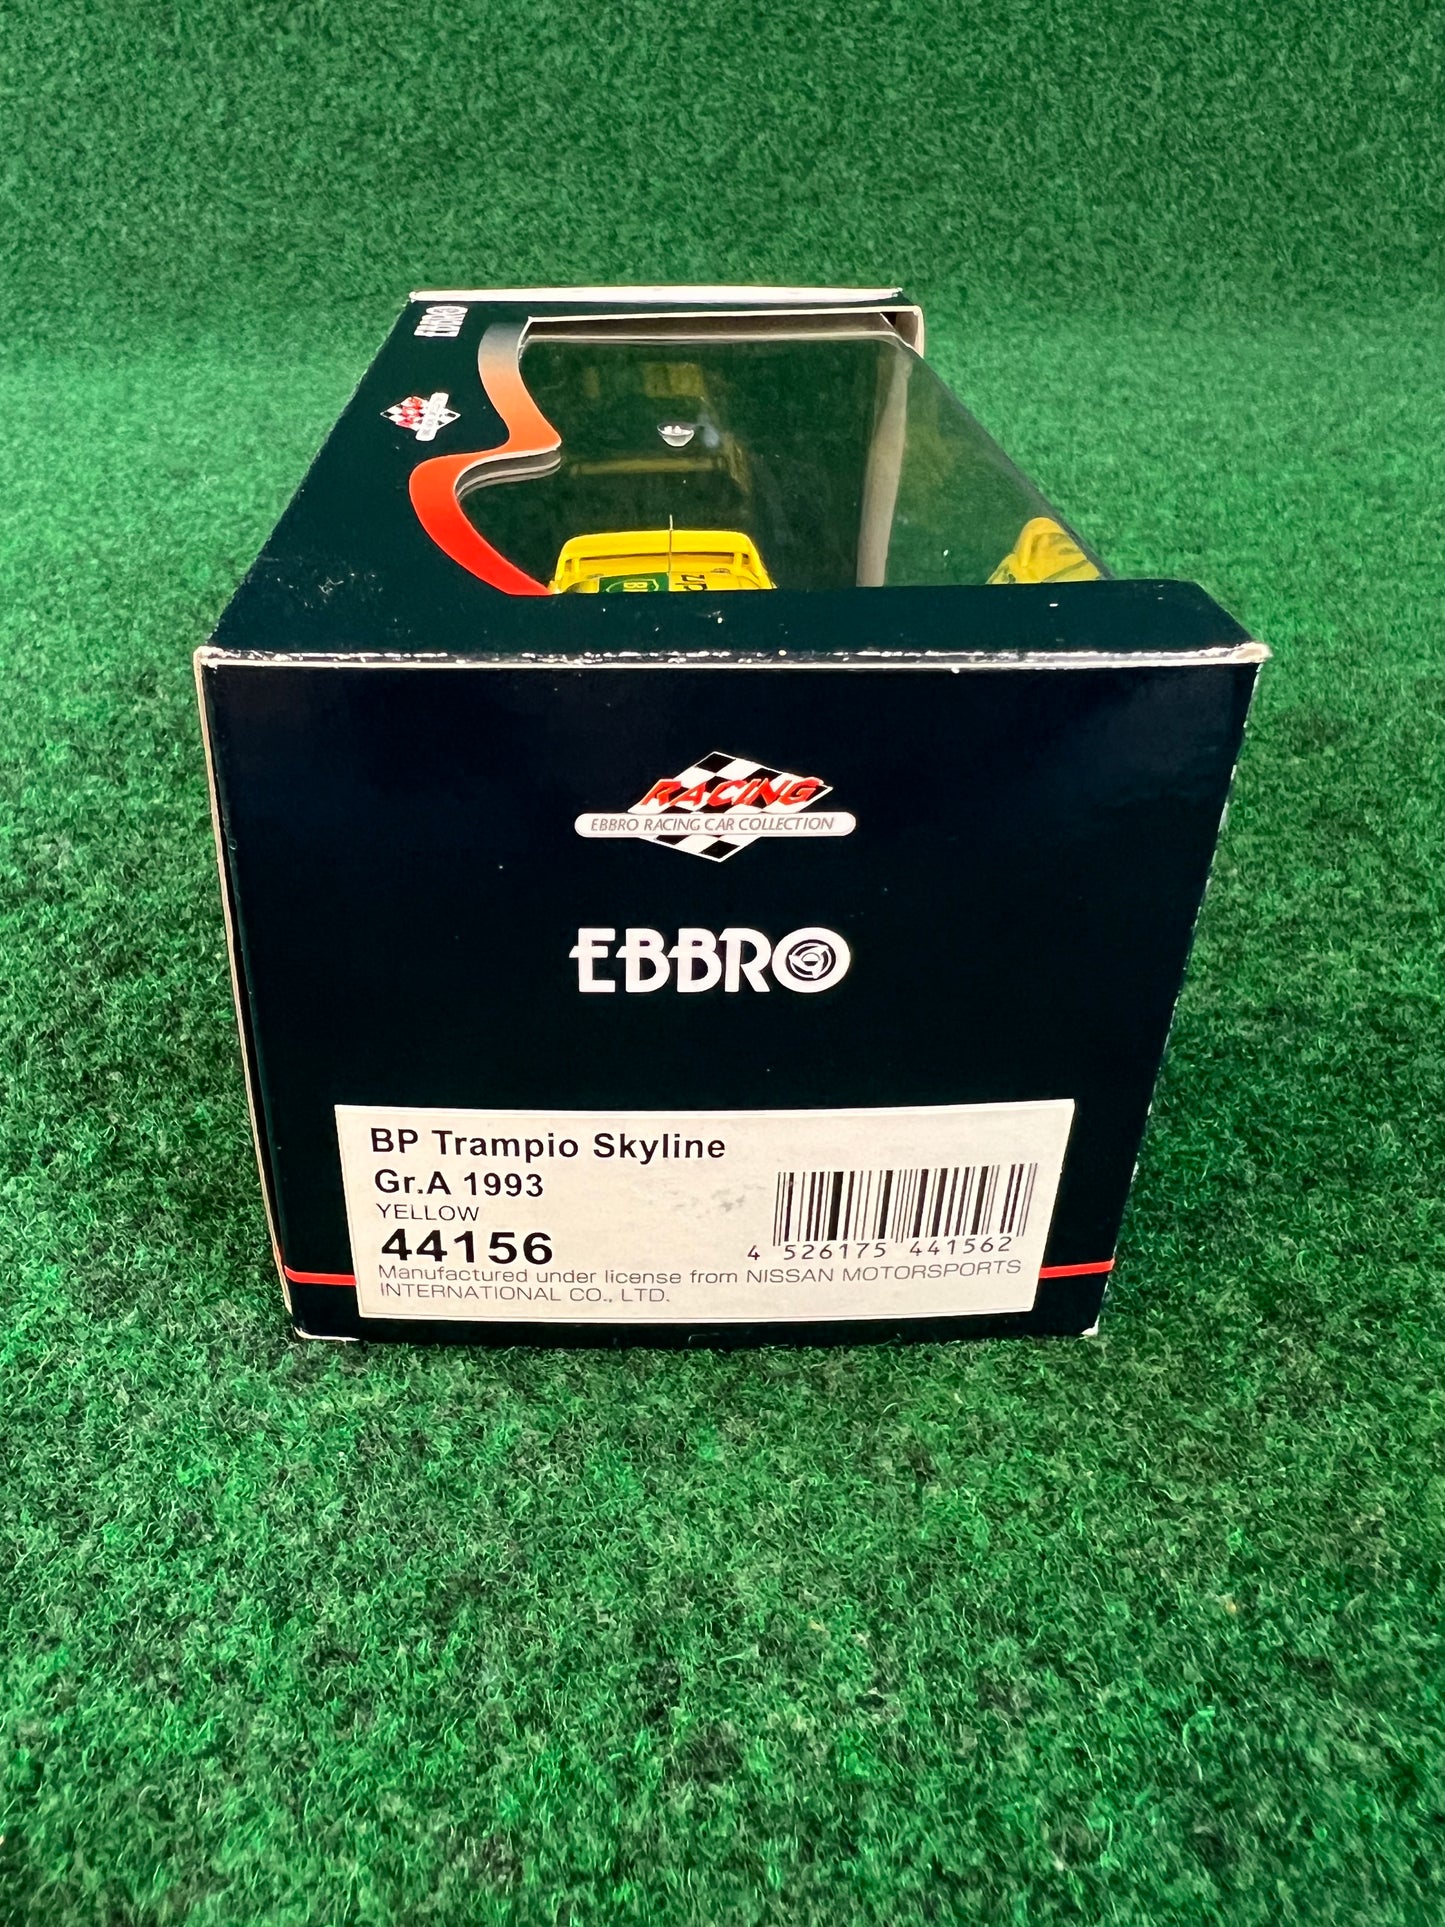 EBBRO
RACING
EBBRO RACING CAR COLLECTION
EBBRO
BP Trampio Skyline
Gr.A 1993
YELLOW
44156
4 526175 441562
Manufactured under license from NISSAN MOTORSPORTS
INTERNATIONAL CO., LTD.